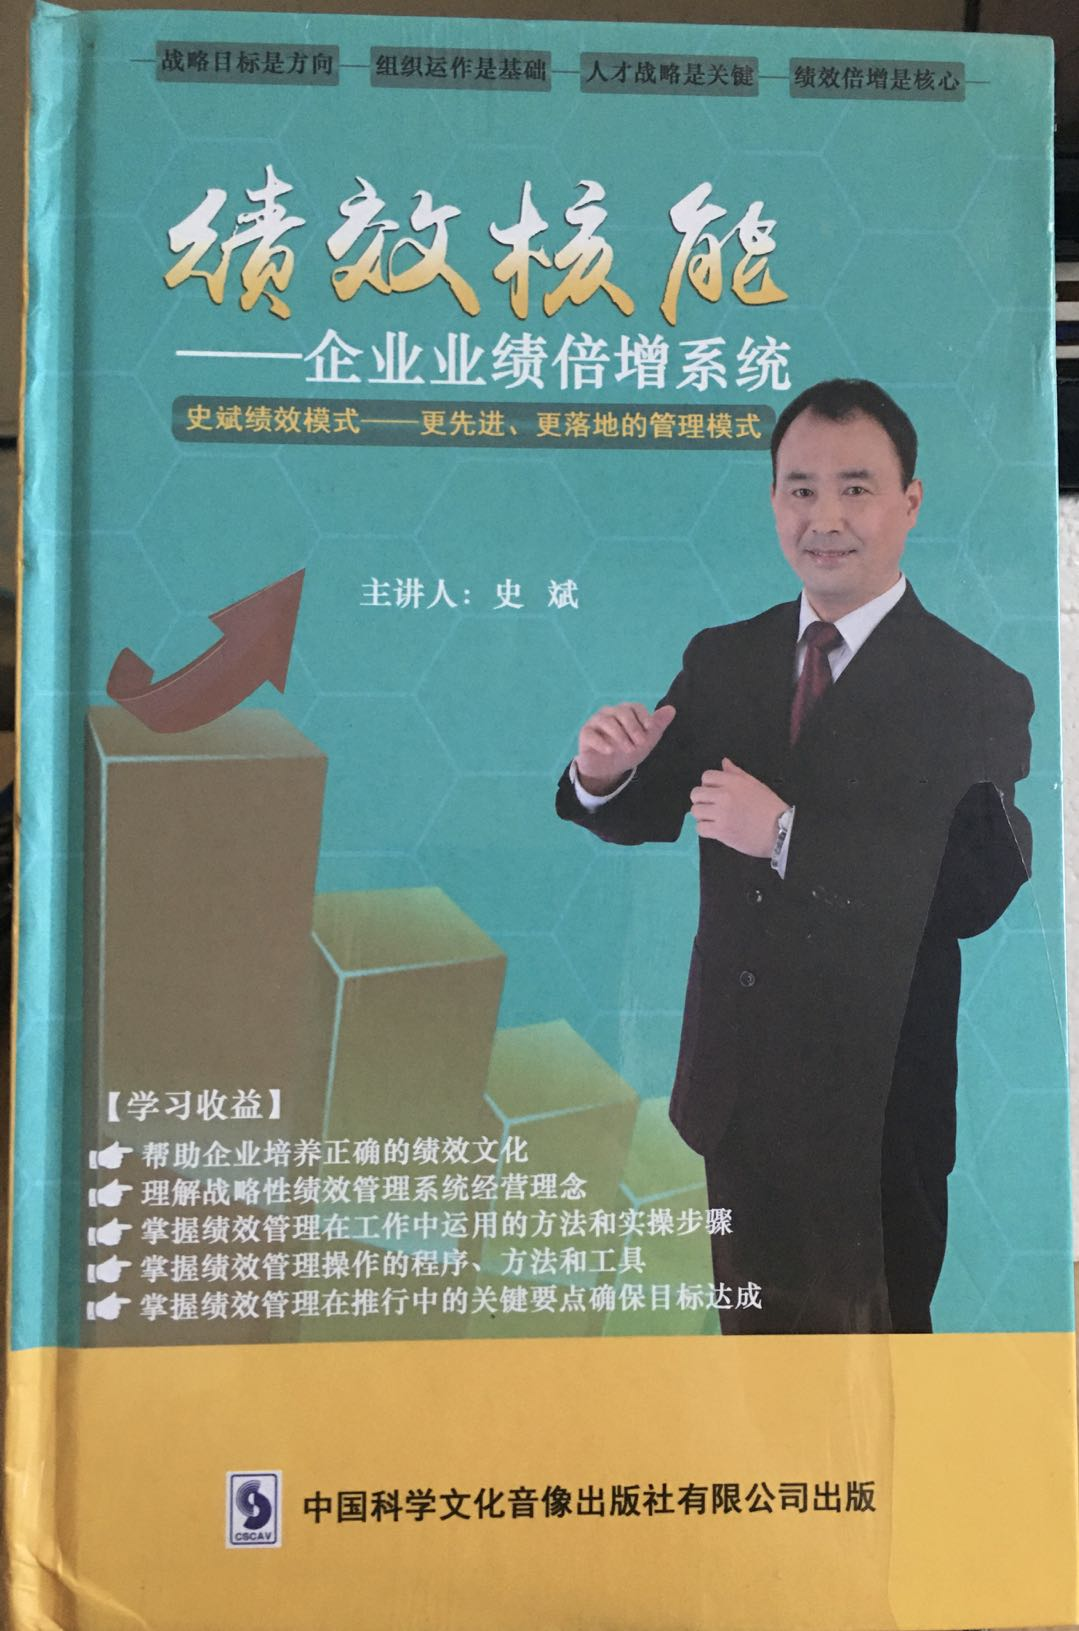 战略目标是方向 组织运作是基础 人才战略是关键 绩效倍增是核心
绩效核能
——企业业绩倍增系统
史斌绩效模式——更先进、更落地的管理模式
主讲人：史 斌
【学习收益】
帮助企业培养正确的绩效文化
理解战略性绩效管理系统经营理念
掌握绩效管理在工作中运用的方法和实操步骤
掌握绩效管理操作的程序、方法和工具
掌握绩效管理在推行中的关键要点确保目标达成
CSCAV
中国科学文化音像出版社有限公司出版